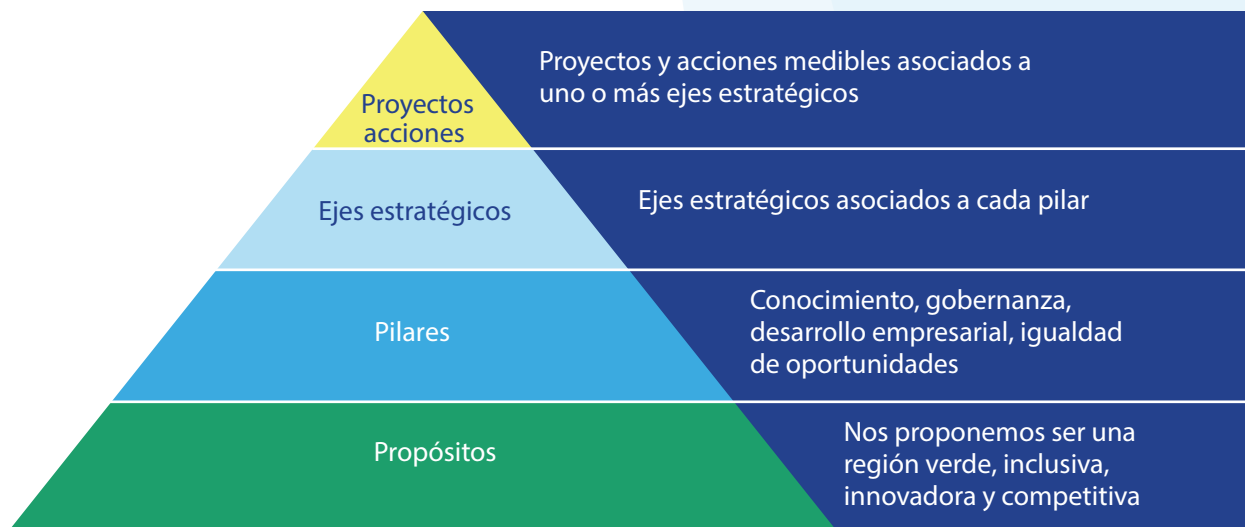 Proyectos
acciones
Proyectos y acciones medibles asociados a
uno o más ejes estratégicos
Ejes estratégicos
Ejes estratégicos asociados a cada pilar
Pilares
Conocimiento, gobernanza,
desarrollo empresarial, igualdad
de oportunidades
Propósitos
Nos proponemos ser una
región verde, inclusiva,
innovadora y competitiva